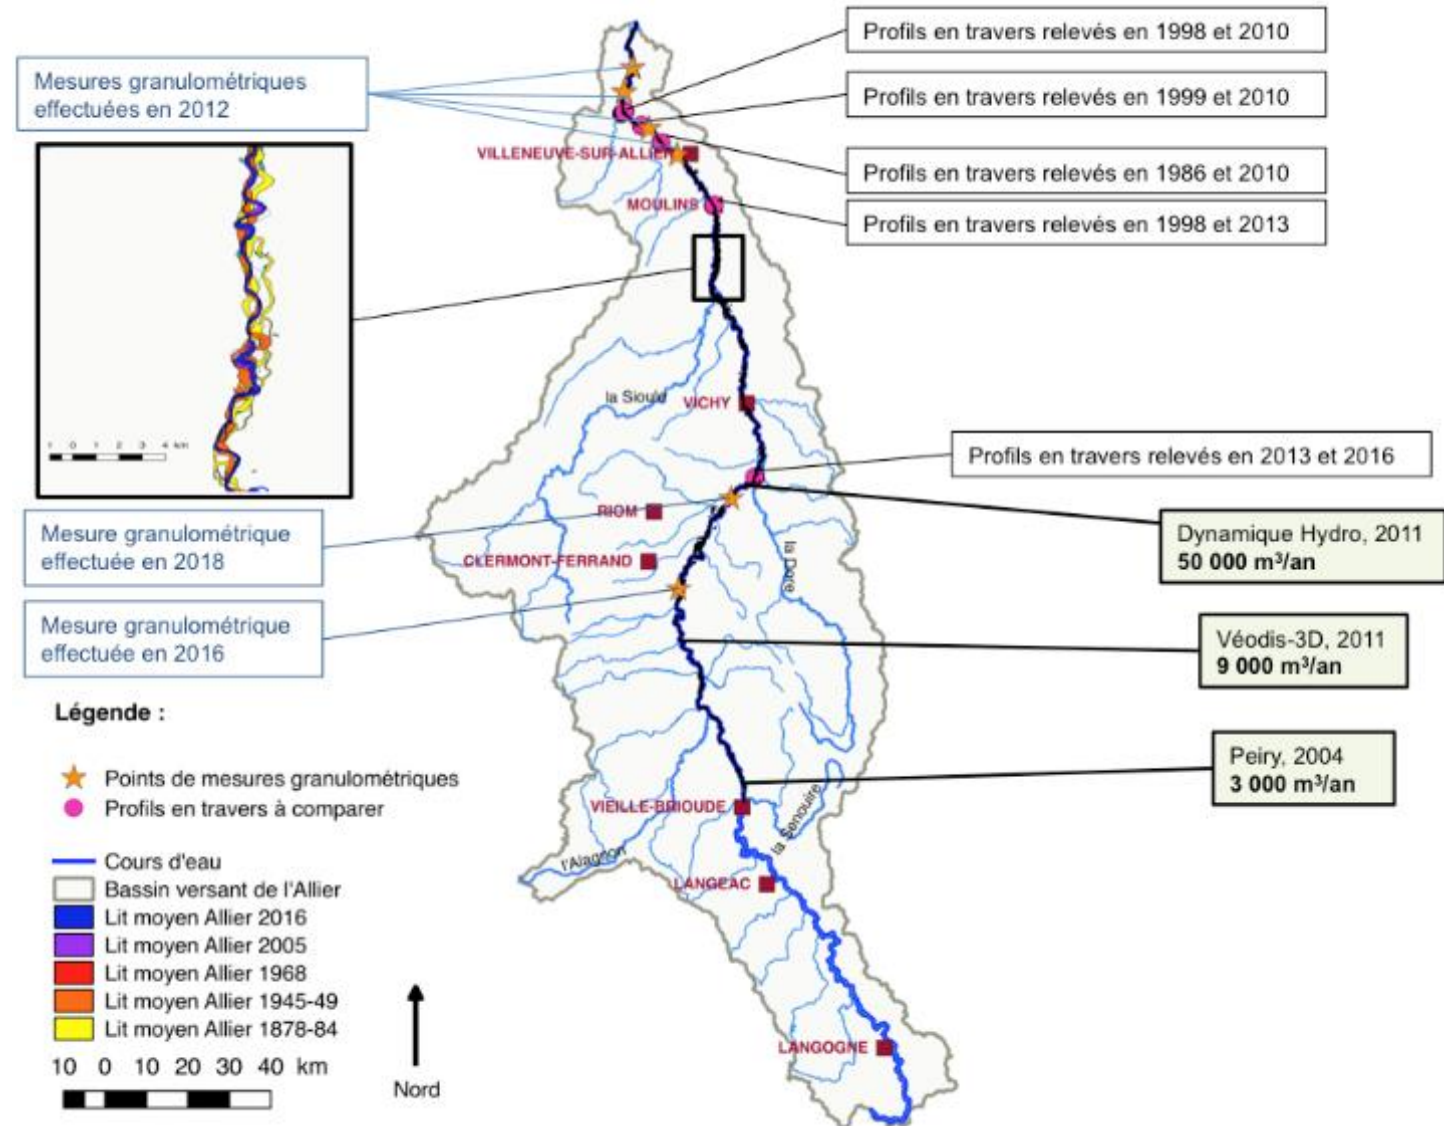 Profils en travers relevés en 1998 et 2010
Mesures granulométriques
effectuées en 2012
Profils en travers relevés en 1999 et 2010
VILLENEUVE-SUR-ALLIER
Profils en travers relevés en 1986 et 2010
MOULINS
Profils en travers relevés en 1998 et 2013
la Sioule
VICHY
1 0 1 2 3 4 km
Profils en travers relevés en 2013 et 2016
RIOM
Mesure granulométrique
effectuée en 2018
CLERMONT-FERRAND
la Dore
Dynamique Hydro, 2011
50 000 m³/an
Mesure granulométrique
effectuée en 2016
Véodis-3D, 2011
9 000 m³/an
Légende :
Points de mesures granulométriques
Profils en travers à comparer
Peiry, 2004
3 000 m³/an
VIEILLE-BRIOUDE
la Senouire
l'Alagnon
LANGEAC
Cours d'eau
Bassin versant de l'Allier
Lit moyen Allier 2016
Lit moyen Allier 2005
Lit moyen Allier 1968
Lit moyen Allier 1945-49
Lit moyen Allier 1878-84
LANGOGNE
10 0 10 20 30 40 km
Nord